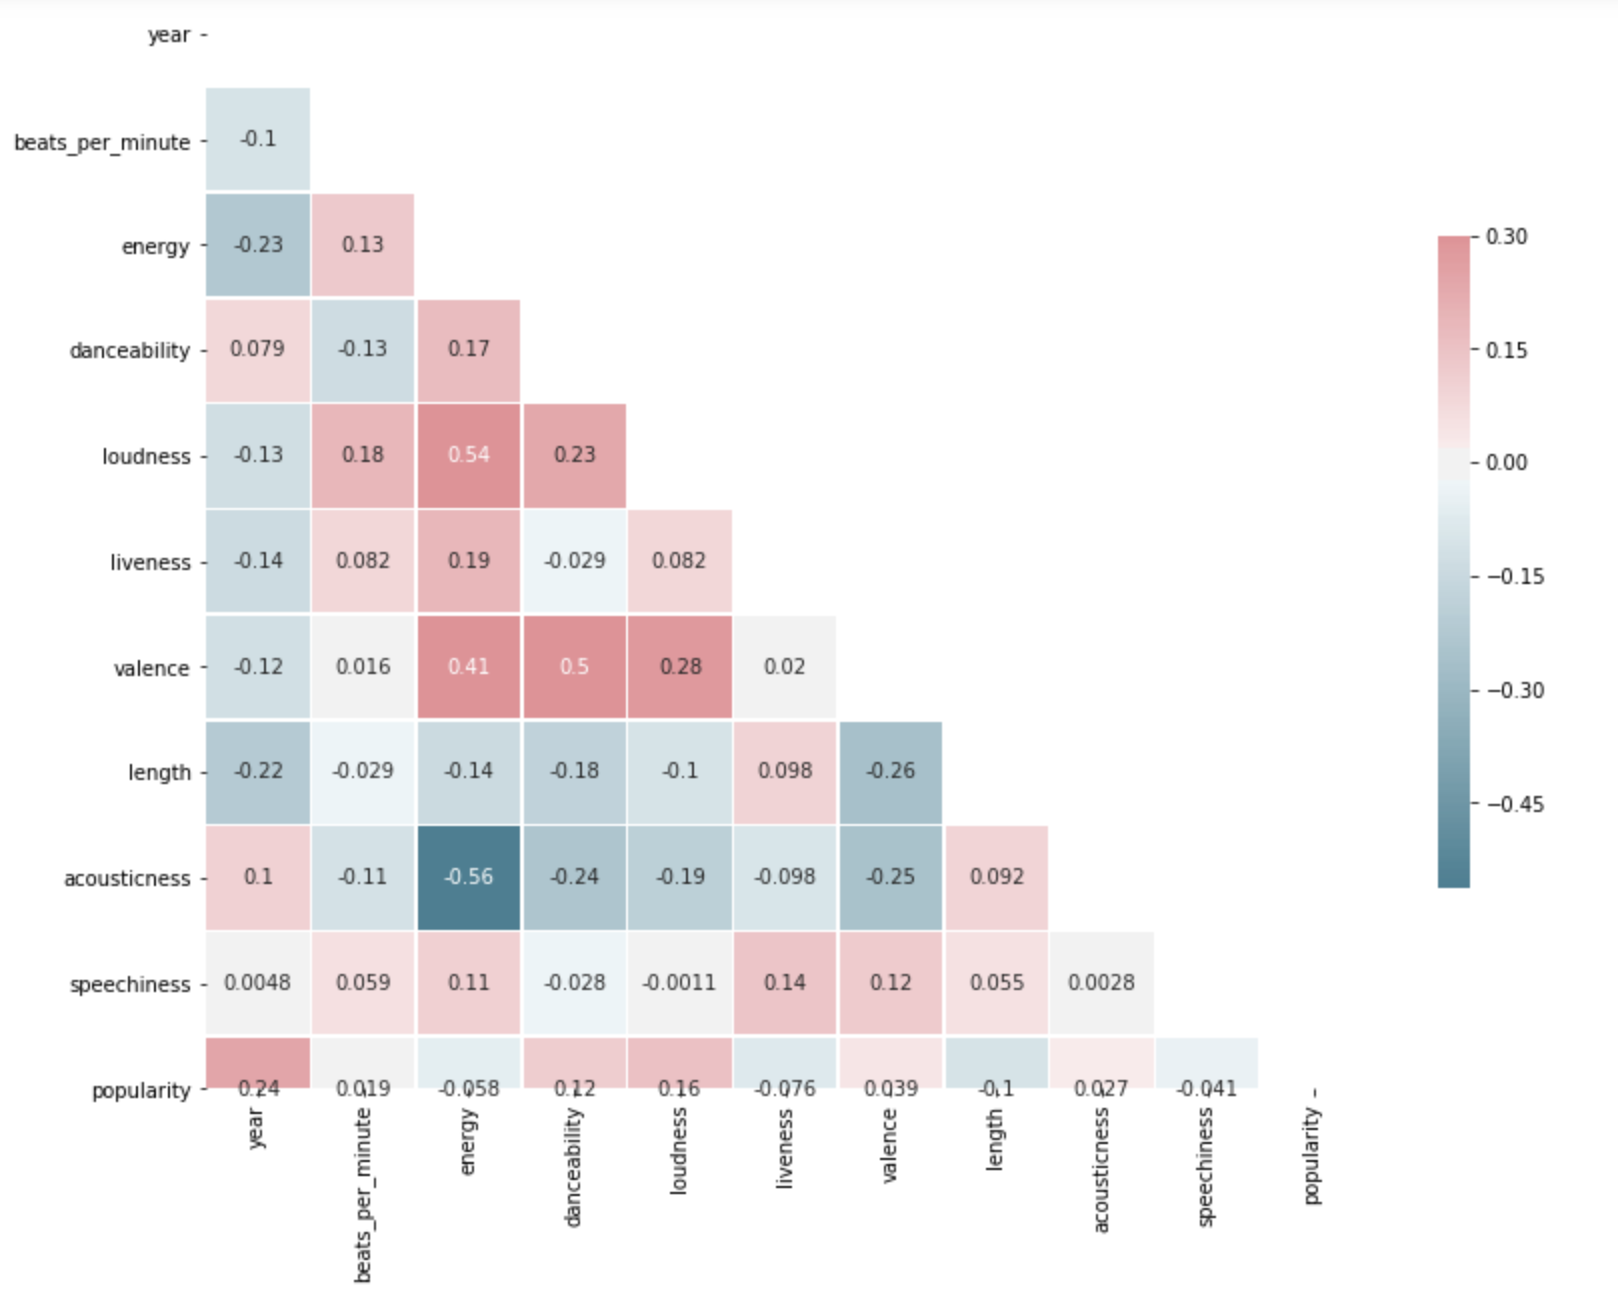 year
beats_per_minute -0.1
energy -0.23 0.13
danceability 0.079 -0.13 0.17
loudness -0.13 0.18 0.54 0.23
liveness -0.14 0.082 0.19 -0.029 0.082
valence -0.12 0.016 0.41 0.5 0.28 0.02
length -0.22 -0.029 -0.14 -0.18 -0.1 0.098 -0.26
acousticness 0.1 -0.11 -0.56 -0.24 -0.19 -0.098 -0.25 0.092
speechiness 0.0048 0.059 0.11 -0.028 -0.0011 0.14 0.12 0.055 0.0028
popularity 0.24 0.019 -0.058 0.12 0.16 -0.076 0.039 -0.1 0.027 -0.041
year beats_per_minute energy danceability loudness liveness valence length acousticness speechiness popularity
0.30
0.15
0.00
−0.15
−0.30
−0.45